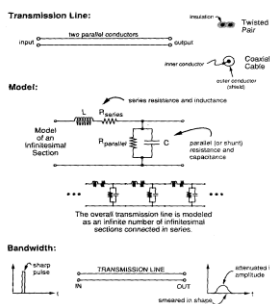 Transmission Line:
insulation
Twisted
Pair
two parallel conductors
input
output
inner conductor
Coaxial
Cable
outer conductor
(shield)
Model:
series resistance and inductance
L
Rseries
Model
of an
Infinitesimal
Section
Rparallel
C
parallel (or shunt)
resistance and
capacitance
The overall transmission line is modeled
as an infinite number of infinitesimal
sections connected in series.
Bandwidth:
sharp
pulse
TRANSMISSION LINE
IN
OUT
attenuated
amplitude
t
t
smeared in shape